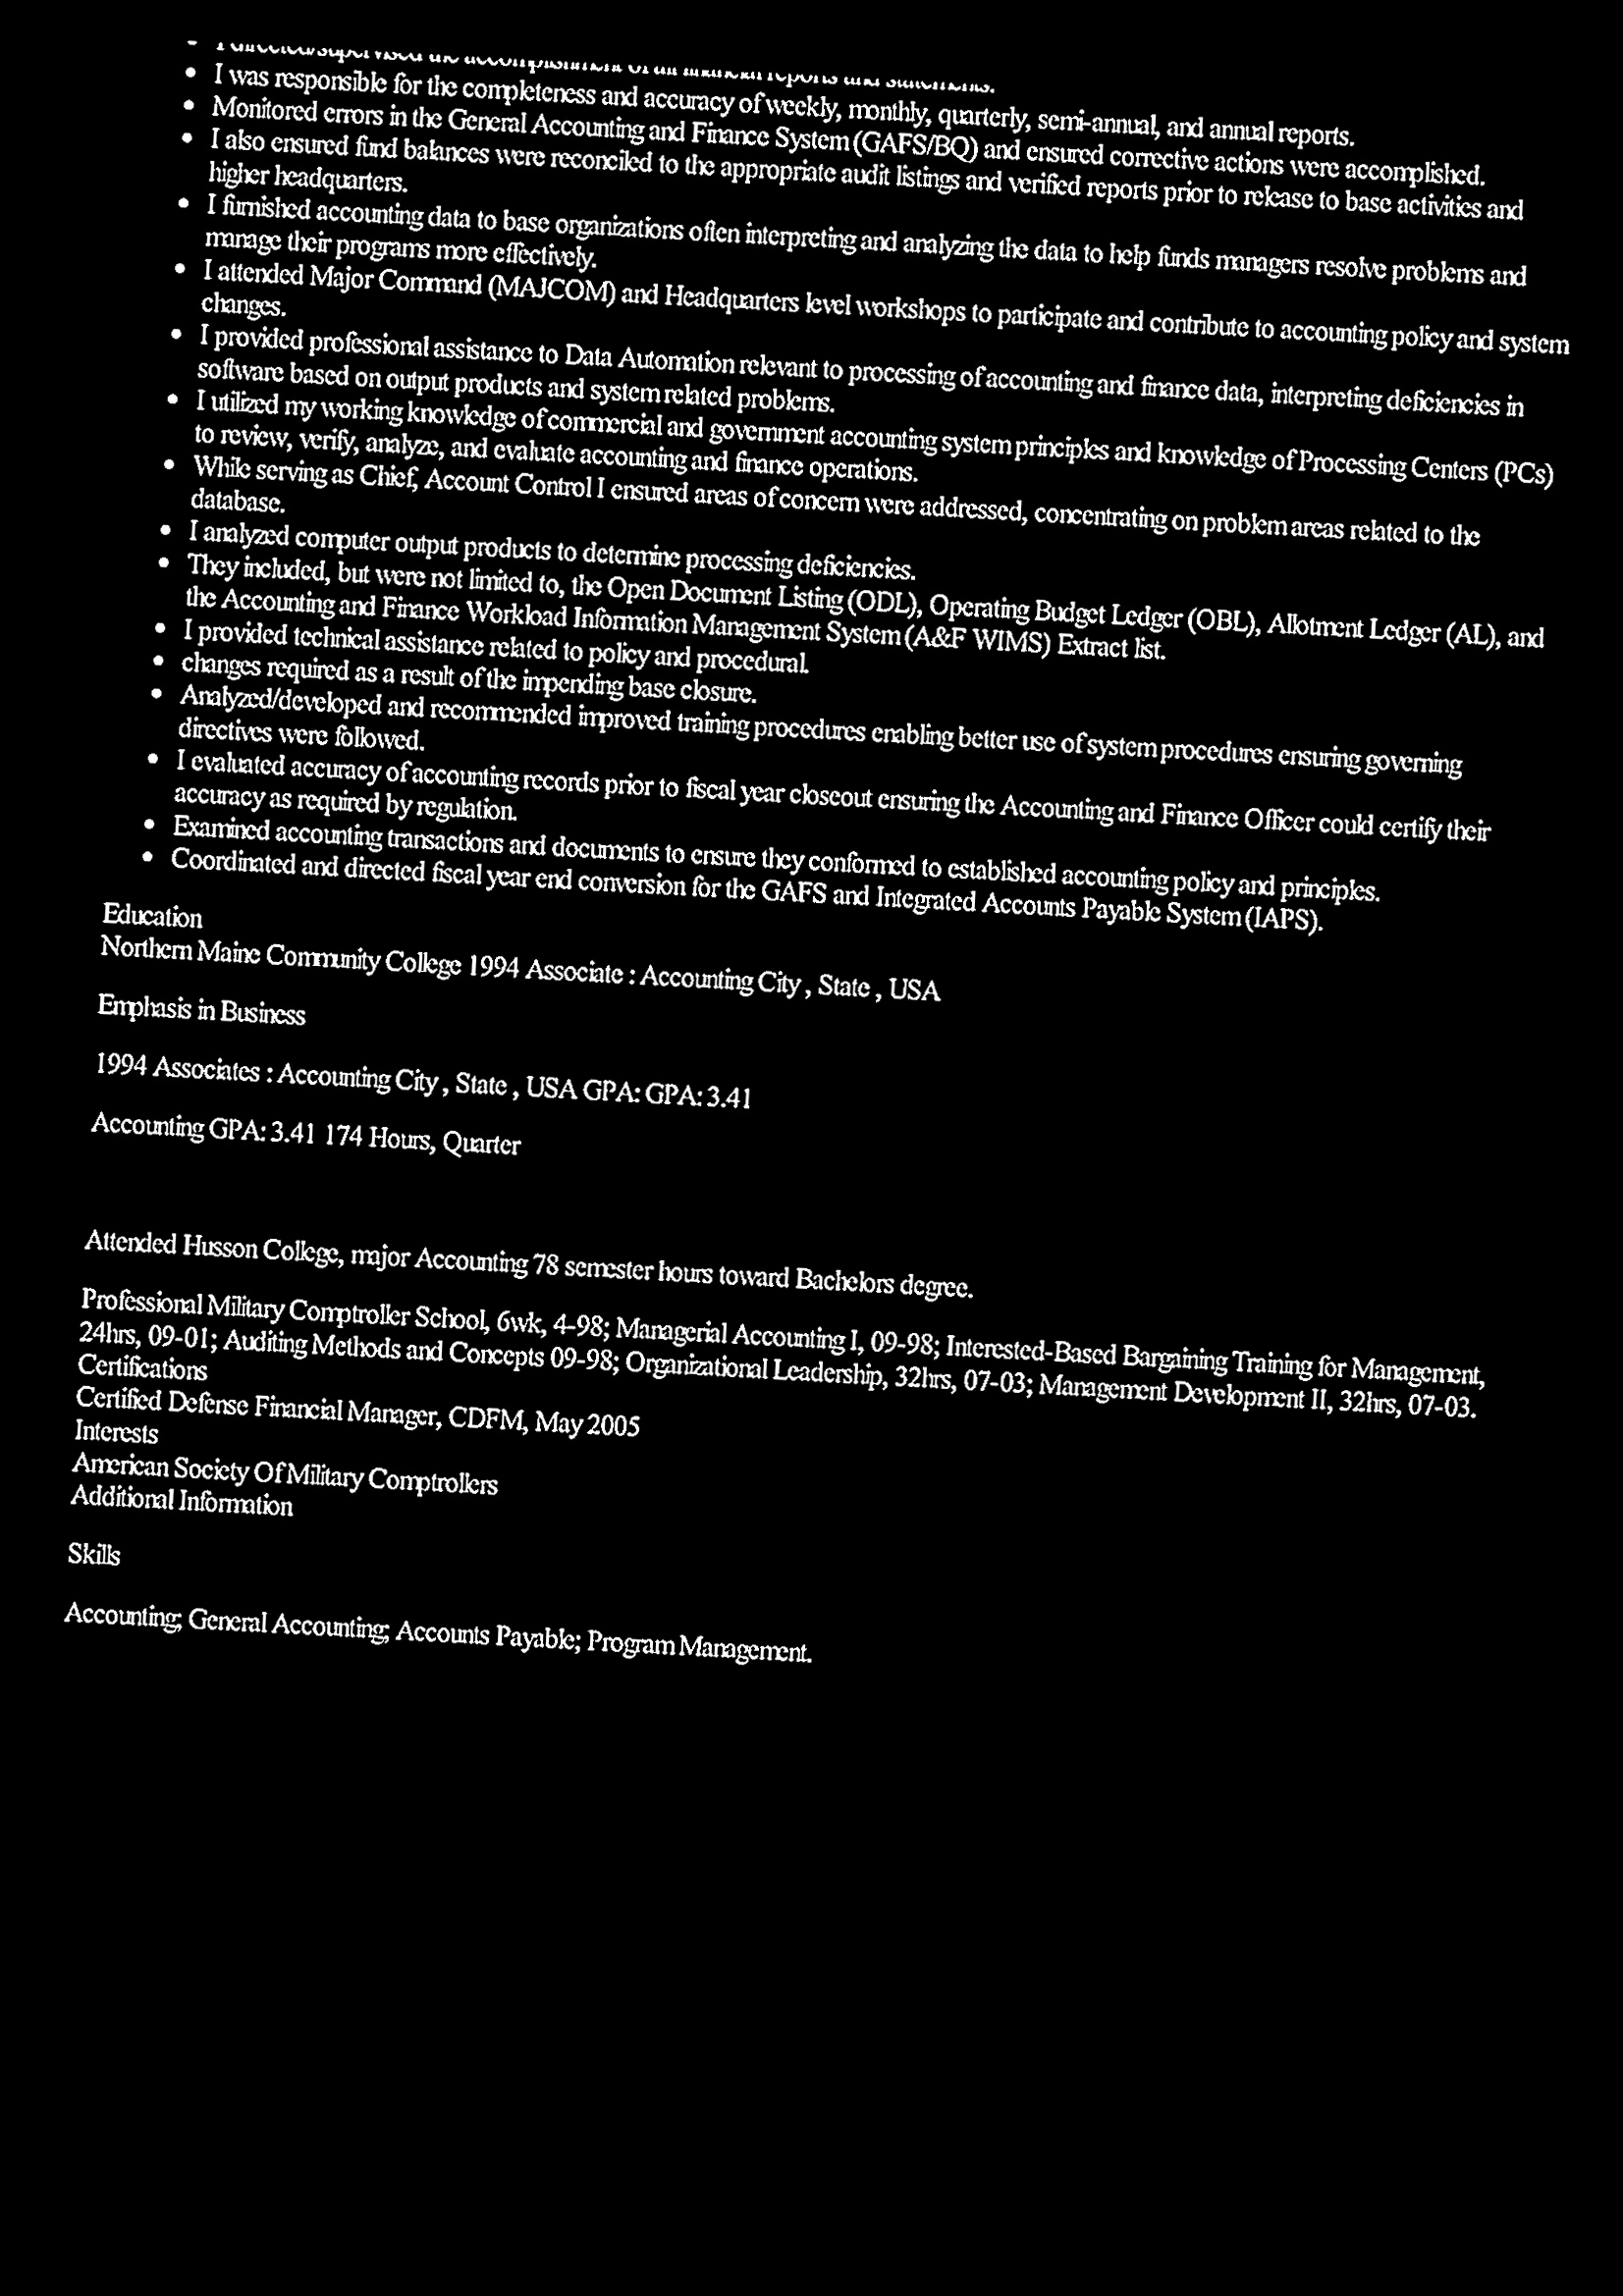 • I directed/supervised the accomplishment of all financial reports and statements.
• I was responsible for the completeness and accuracy of weekly, monthly, quarterly, semi-annual, and annual reports.
• Monitored errors in the General Accounting and Finance System (GAFS/BQ) and ensured corrective actions were accomplished.
• I also ensured fund balances were reconciled to the appropriate audit listings and verified reports prior to release to base activities and
higher headquarters.
• I furnished accounting data to base organizations often interpreting and analyzing the data to help funds managers resolve problems and
manage their programs more effectively.
• I attended Major Command (MAJCOM) and Headquarters level workshops to participate and contribute to accounting policy and system
changes.
• I provided professional assistance to Data Automation relevant to processing of accounting and finance data, interpreting deficiencies in
software based on output products and system related problems.
• I utilized my working knowledge of commercial and government accounting system principles and knowledge of Processing Centers (PCs)
to review, verify, analyze, and evaluate accounting and finance operations.
• While serving as Chief, Account Control I ensured areas of concern were addressed, concentrating on problem areas related to the
database.
• I analyzed computer output products to determine processing deficiencies.
• They included, but were not limited to, the Open Document Listing (ODL), Operating Budget Ledger (OBL), Allotment Ledger (AL), and
the Accounting and Finance Workload Information Management System (A&F WIMS) Extract list.
• I provided technical assistance related to policy and procedural.
• changes required as a result of the impending base closure.
• Analyzed/developed and recommended improved training procedures enabling better use of system procedures ensuring governing
directives were followed.
• I evaluated accuracy of accounting records prior to fiscal year closeout ensuring the Accounting and Finance Officer could certify their
accuracy as required by regulation.
• Examined accounting transactions and documents to ensure they conformed to established accounting policy and principles.
• Coordinated and directed fiscal year end conversion for the GAFS and Integrated Accounts Payable System (IAPS).
Education
Northern Maine Community College 1994 Associate : Accounting City , State , USA
Emphasis in Business
1994 Associates : Accounting City , State , USA GPA: GPA: 3.41
Accounting GPA: 3.41 174 Hours, Quarter
Attended Husson College, major Accounting 78 semester hours toward Bachelors degree.
Professional Military Comptroller School, 6wk, 4-98; Managerial Accounting I, 09-98; Interested-Based Bargaining Training for Management,
24hrs, 09-01; Auditing Methods and Concepts 09-98; Organizational Leadership, 32hrs, 07-03; Management Development II, 32hrs, 07-03.
Certifications
Certified Defense Financial Manager, CDFM, May 2005
Interests
American Society Of Military Comptrollers
Additional Information
Skills
Accounting; General Accounting; Accounts Payable; Program Management.